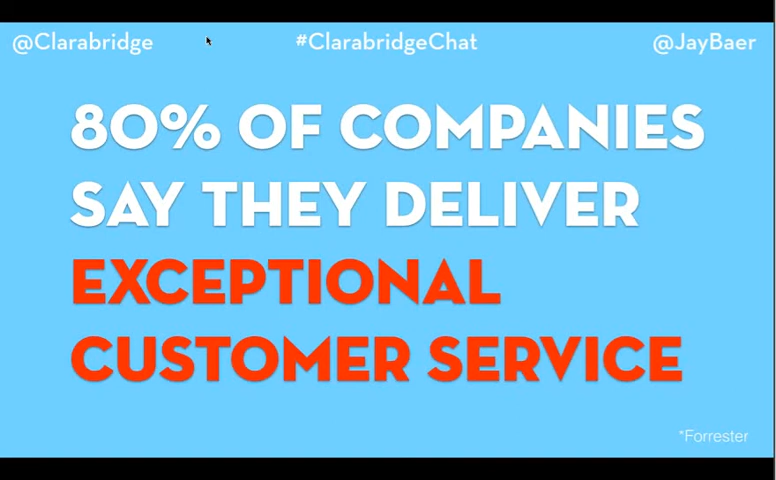 @Clarabridge #ClarabridgeChat @JayBaer
80% OF COMPANIES
SAY THEY DELIVER
EXCEPTIONAL
CUSTOMER SERVICE
*Forrester